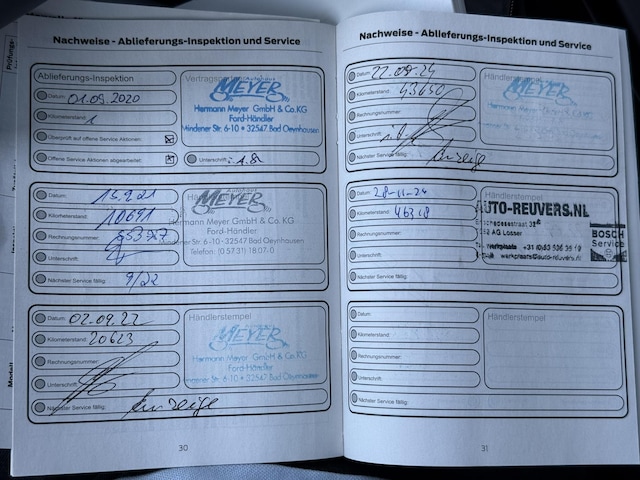 Nachweise - Ablieferungs-Inspektion und Service
Ablieferungs-Inspektion
Datum: 01.09.2020
Kilometerstand: 1
Überprüft auf offene Service Aktionen:
Offene Service Aktionen abgearbeitet:
Autohaus
MEYER
Hermann Meyer GmbH & Co.KG
Ford-Händler
Mindener Str. 6-10 • 32547 Bad Oeynhausen
Unterschrift:
Datum: 15.9.21
Kilometerstand: 10691
Rechnungsnummer:
Unterschrift:
Nächster Service fällig: 9/22
Autohaus
MEYER
Hermann Meyer GmbH & Co. KG
Ford-Händler
Mindener Str. 6-10 · 32547 Bad Oeynhausen
Telefon: (0 57 31) 18 07-0
Datum: 02.09.22
Kilometerstand: 20623
Rechnungsnummer:
Unterschrift:
Nächster Service fällig: Anzeige
Händlerstempel
MEYER
Hermann Meyer GmbH & Co.KG
Ford-Händler
Mindener Str. 6-10 • 32547 Bad Oeynhausen
30
Nachweise - Ablieferungs-Inspektion und Service
Datum:
Kilometerstand: 43650
Rechnungsnummer:
Unterschrift:
Nächster Service fällig: Anzeige
Händlerstempel
MEYER
Datum: 28-11-24
Kilometerstand: 46318
Rechnungsnummer:
Unterschrift:
Nächster Service fällig:
AUTO-REUVERS.NL
Losser
BOSCH
Service
Datum:
Kilometerstand:
Rechnungsnummer:
Unterschrift:
Nächster Service fällig:
Händlerstempel
31